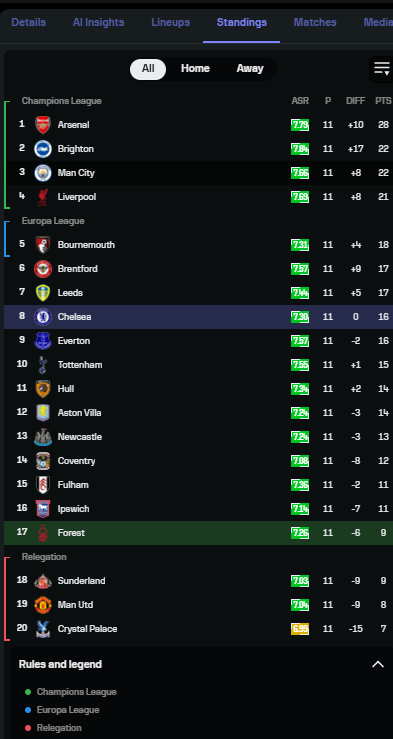 Details AI Insights Lineups Standings Matches Media
All Home Away
Champions League ASR P DIFF PTS
1 Arsenal 7.79 11 +10 28
2 Brighton 7.84 11 +17 22
3 Man City 7.66 11 +8 22
4 Liverpool 7.69 11 +8 21
Europa League
5 Bournemouth 7.31 11 +4 18
6 Brentford 7.57 11 +9 17
7 Leeds 7.44 11 +5 17
8 Chelsea 7.30 11 0 16
9 Everton 7.57 11 -2 16
10 Tottenham 7.55 11 +1 15
11 Hull 7.34 11 +2 14
12 Aston Villa 7.24 11 -3 14
13 Newcastle 7.24 11 -3 13
14 Coventry 7.08 11 -8 12
15 Fulham 7.36 11 -2 11
16 Ipswich 7.14 11 -7 11
17 Forest 7.26 11 -6 9
Relegation
18 Sunderland 7.03 11 -9 9
19 Man Utd 7.04 11 -9 8
20 Crystal Palace 6.99 11 -15 7
Rules and legend
Champions League
Europa League
Relegation